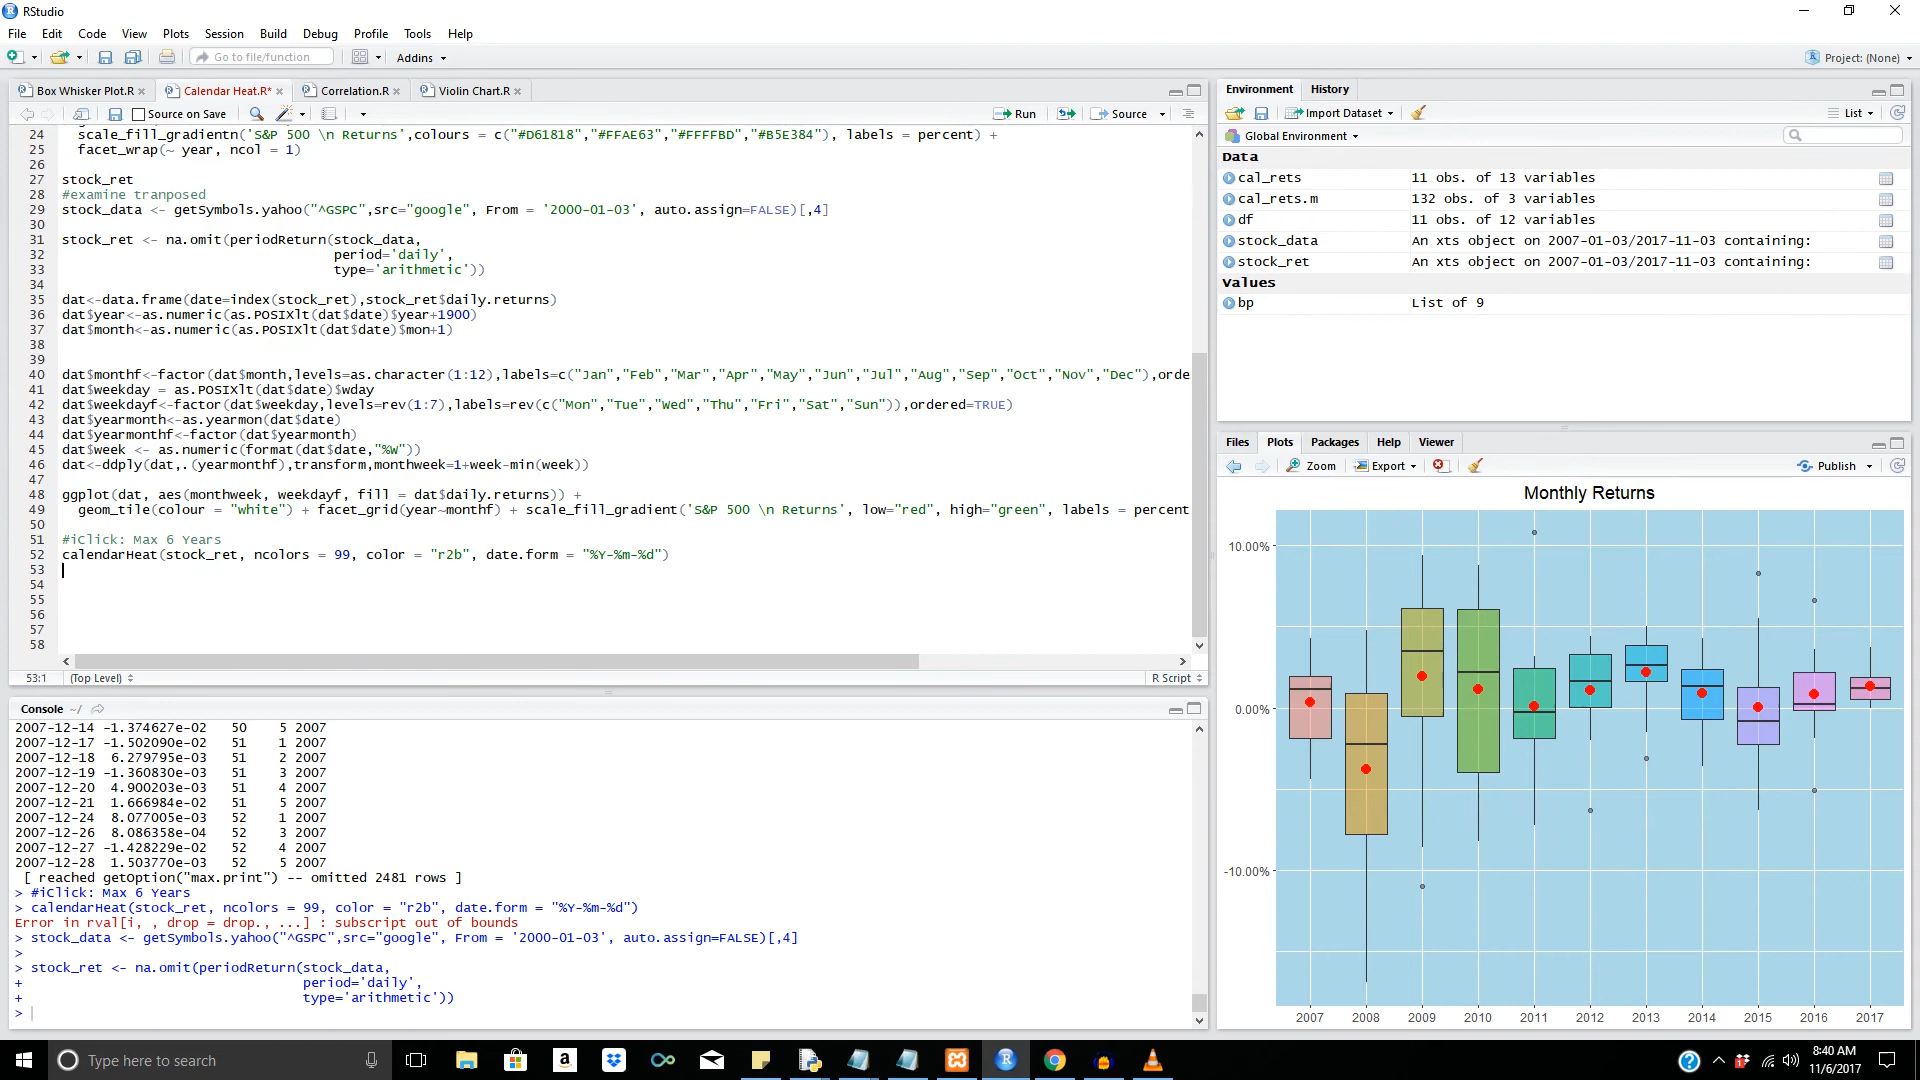 RStudio
File Edit Code View Plots Session Build Debug Profile Tools Help
Go to file/function Addins Project: (None)
Box Whisker Plot.R Calendar Heat.R* Correlation.R Violin Chart.R
Source on Save Run Source
24 scale_fill_gradientn('S&P 500 \n Returns',colours = c("#D61818","#FFAE63","#FFFFBD","#B5E384"), labels = percent) +
25 facet_wrap(~ year, ncol = 1)
26
27 stock_ret
28 #examine tranposed
29 stock_data <- getSymbols.yahoo("^GSPC",src="google", From = '2000-01-03', auto.assign=FALSE)[,4]
30
31 stock_ret <- na.omit(periodReturn(stock_data,
32 period='daily',
33 type='arithmetic'))
34
35 dat<-data.frame(date=index(stock_ret),stock_ret$daily.returns)
36 dat$year<-as.numeric(as.POSIXlt(dat$date)$year+1900)
37 dat$month<-as.numeric(as.POSIXlt(dat$date)$mon+1)
38
39
40 dat$monthf<-factor(dat$month,levels=as.character(1:12),labels=c("Jan","Feb","Mar","Apr","May","Jun","Jul","Aug","Sep","Oct","Nov","Dec"),orde
41 dat$weekday = as.POSIXlt(dat$date)$wday
42 dat$weekdayf<-factor(dat$weekday,levels=rev(1:7),labels=rev(c("Mon","Tue","Wed","Thu","Fri","Sat","Sun")),ordered=TRUE)
43 dat$yearmonth<-as.yearmon(dat$date)
44 dat$yearmonthf<-factor(dat$yearmonth)
45 dat$week <- as.numeric(format(dat$date,"%W"))
46 dat<-ddply(dat,.(yearmonthf),transform,monthweek=1+week-min(week))
47
48 ggplot(dat, aes(monthweek, weekdayf, fill = dat$daily.returns)) +
49 geom_tile(colour = "white") + facet_grid(year~monthf) + scale_fill_gradient('S&P 500 \n Returns', low="red", high="green", labels = percent
50
51 #iClick: Max 6 Years
52 calendarHeat(stock_ret, ncolors = 99, color = "r2b", date.form = "%Y-%m-%d")
53
54
55
56
57
58
53:1 (Top Level) R Script
Console ~/
2007-12-14 -1.374627e-02 50 5 2007
2007-12-17 -1.502090e-02 51 1 2007
2007-12-18 6.279795e-03 51 2 2007
2007-12-19 -1.360830e-03 51 3 2007
2007-12-20 4.900203e-03 51 4 2007
2007-12-21 1.666984e-02 51 5 2007
2007-12-24 8.077005e-03 52 1 2007
2007-12-26 8.086358e-04 52 3 2007
2007-12-27 -1.428229e-02 52 4 2007
2007-12-28 1.503770e-03 52 5 2007
[ reached getOption("max.print") -- omitted 2481 rows ]
> #iClick: Max 6 Years
> calendarHeat(stock_ret, ncolors = 99, color = "r2b", date.form = "%Y-%m-%d")
Error in rval[i, , drop = drop., ...] : subscript out of bounds
> stock_data <- getSymbols.yahoo("^GSPC",src="google", From = '2000-01-03', auto.assign=FALSE)[,4]
>
> stock_ret <- na.omit(periodReturn(stock_data,
+ period='daily',
+ type='arithmetic'))
>
Environment History
Import Dataset List
Global Environment
Data
cal_rets 11 obs. of 13 variables
cal_rets.m 132 obs. of 3 variables
df 11 obs. of 12 variables
stock_data An xts object on 2007-01-03/2017-11-03 containing:
stock_ret An xts object on 2007-01-03/2017-11-03 containing:
Values
bp List of 9
Files Plots Packages Help Viewer
Zoom Export Publish
Monthly Returns
10.00%
0.00%
-10.00%
2007 2008 2009 2010 2011 2012 2013 2014 2015 2016 2017
Type here to search
8:40 AM
11/6/2017